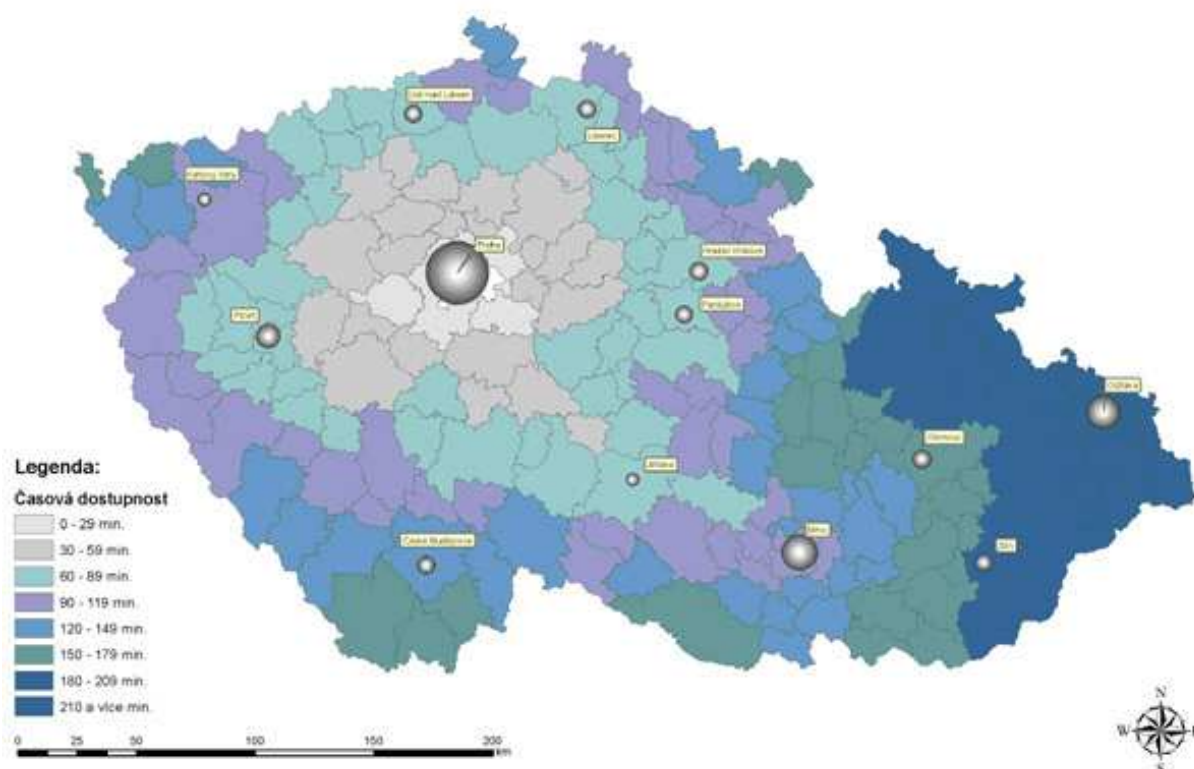 Ústí nad Labem
Liberec
Karlovy Vary
Praha
Hradec Králové
Pardubice
Plzeň
Ostrava
Olomouc
Jihlava
Brno
České Budějovice
Zlín
Legenda:
Časová dostupnost
0 - 29 min.
30 - 59 min.
60 - 89 min.
90 - 119 min.
120 - 149 min.
150 - 179 min.
180 - 209 min.
210 a více min.
0 25 50 100 150 200
km
N
W E
S